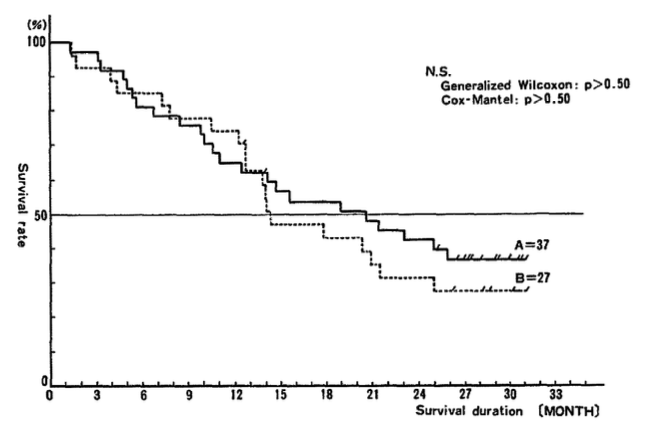 (%)
100
N.S.
Generalized Wilcoxon: p>0.50
Cox-Mantel: p>0.50
Survival rate
50
A=37
B=27
0
0 3 6 9 12 15 18 21 24 27 30 33
Survival duration (MONTH)